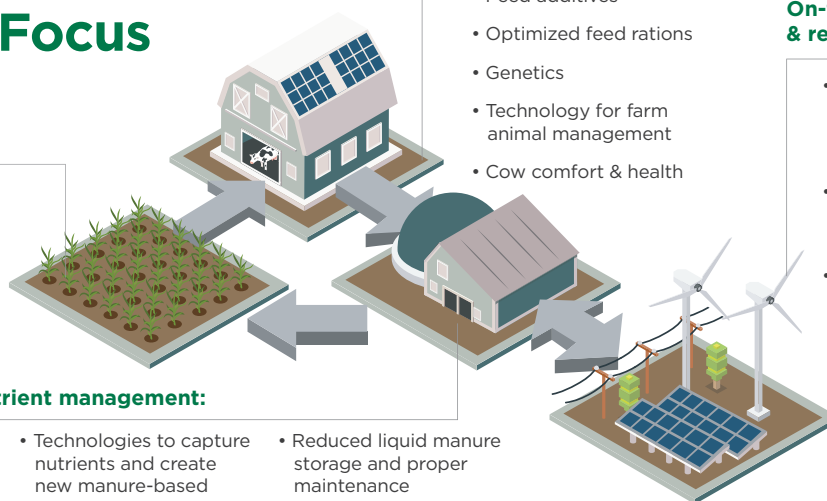 Focus
• Optimized feed rations
• Genetics
• Technology for farm
animal management
• Cow comfort & health
On-
& re
trient management:
• Technologies to capture
nutrients and create
new manure-based
• Reduced liquid manure
storage and proper
maintenance